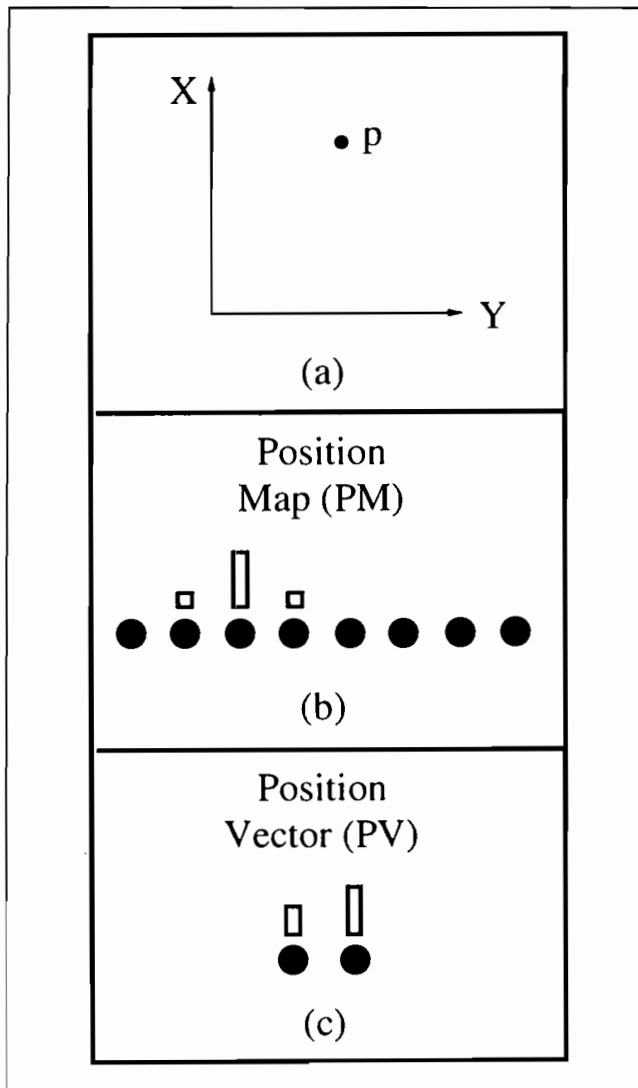 X
p
Y
(a)
Position
Map (PM)
(b)
Position
Vector (PV)
(c)